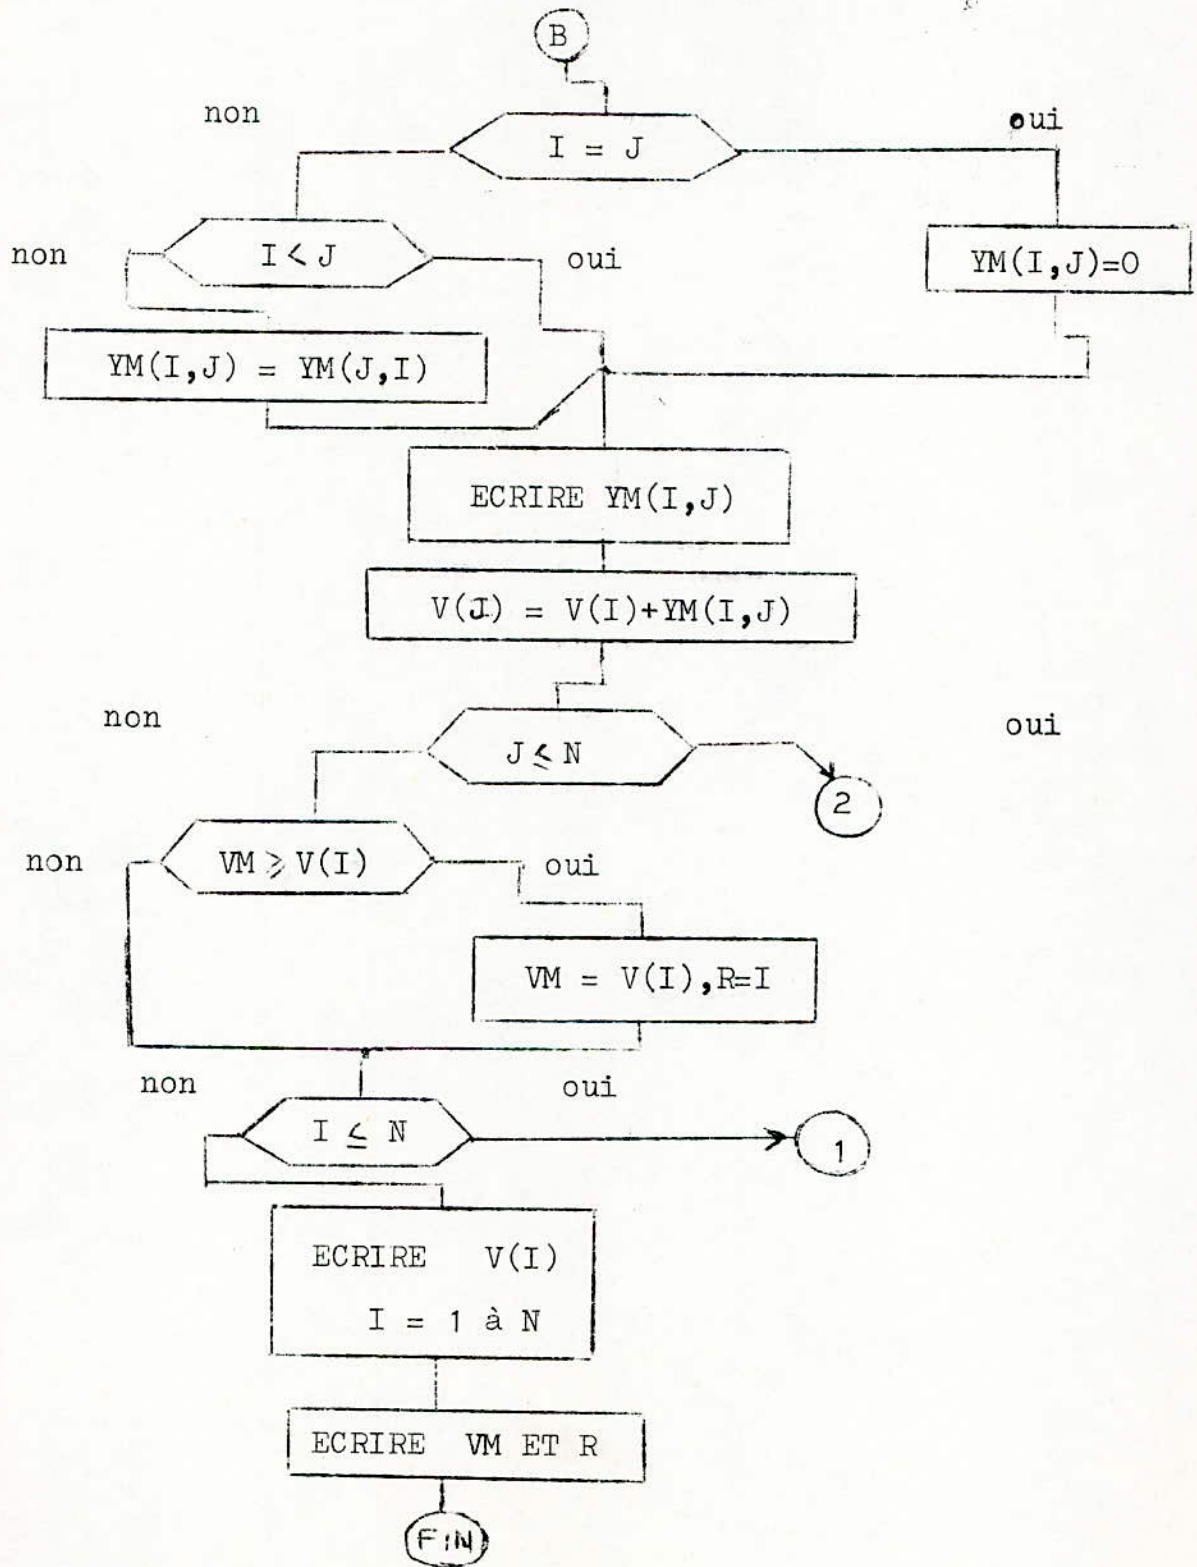 B
non
oui
I = J
non
I < J
oui
YM(I,J)=0
YM(I,J) = YM(J,I)
ECRIRE YM(I,J)
V(I) = V(I)+YM(I,J)
non
oui
J ≤ N
2
non
VM ⩾ V(I)
oui
VM = V(I),R=I
non
oui
I ≤ N
1
ECRIRE V(I)
I = 1 à N
ECRIRE VM ET R
FIN